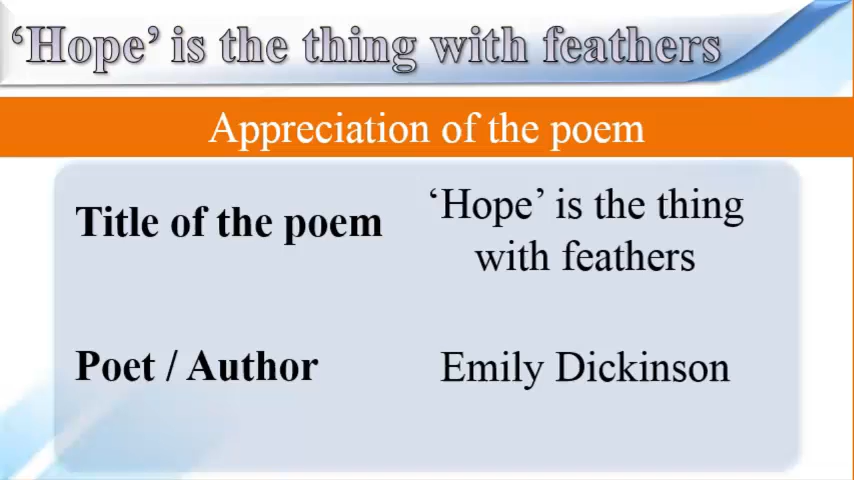 ‘Hope’ is the thing with feathers
Appreciation of the poem
Title of the poem
‘Hope’ is the thing
with feathers
Poet / Author
Emily Dickinson